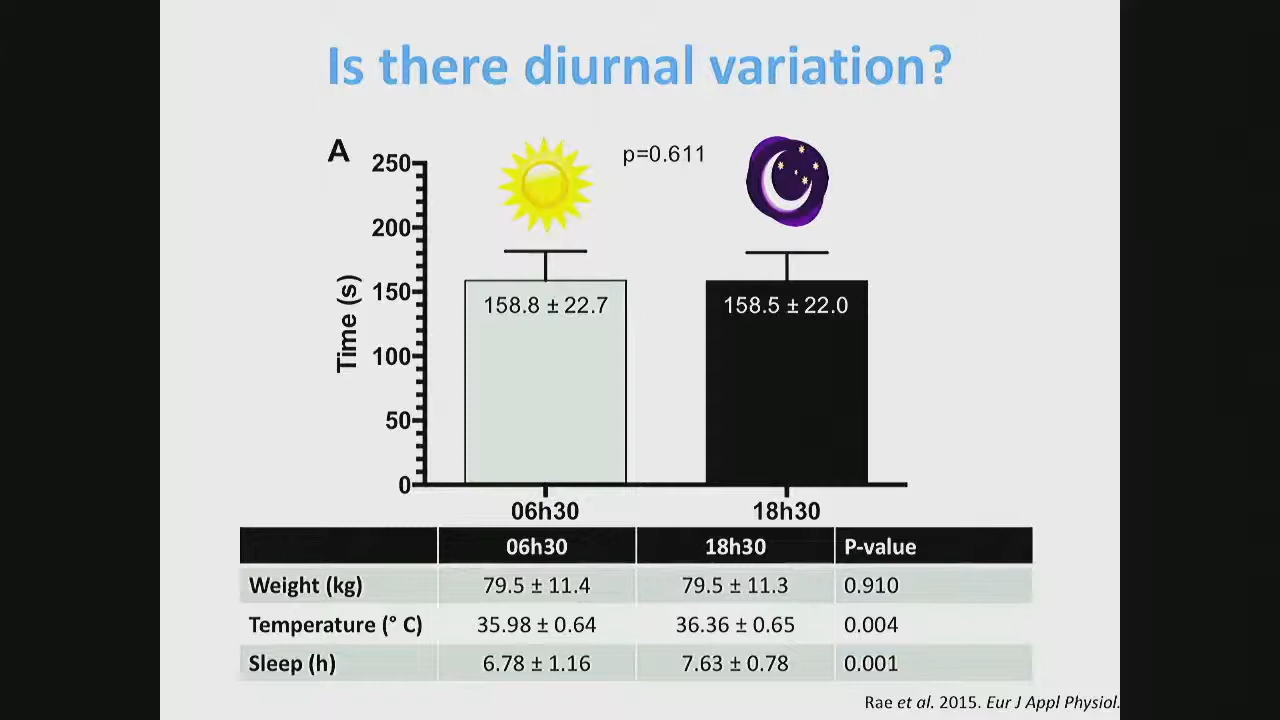 Is there diurnal variation?
A
p=0.611
250
200
150
100
50
0
Time (s)
158.8 ± 22.7
158.5 ± 22.0
06h30 18h30
06h30 18h30 P-value
Weight (kg) 79.5 ± 11.4 79.5 ± 11.3 0.910
Temperature (° C) 35.98 ± 0.64 36.36 ± 0.65 0.004
Sleep (h) 6.78 ± 1.16 7.63 ± 0.78 0.001
Rae et al. 2015. Eur J Appl Physiol.